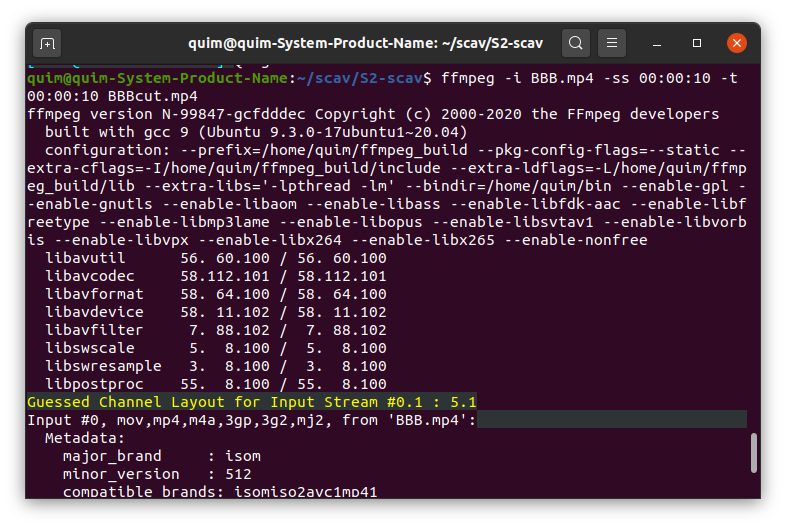 quim@quim-System-Product-Name: ~/scav/S2-scav
quim@quim-System-Product-Name:~/scav/S2-scav$ ffmpeg -i BBB.mp4 -ss 00:00:10 -t
00:00:10 BBBcut.mp4
ffmpeg version N-99847-gcfdddec Copyright (c) 2000-2020 the FFmpeg developers
  built with gcc 9 (Ubuntu 9.3.0-17ubuntu1~20.04)
  configuration: --prefix=/home/quim/ffmpeg_build --pkg-config-flags=--static --
extra-cflags=-I/home/quim/ffmpeg_build/include --extra-ldflags=-L/home/quim/ffmp
eg_build/lib --extra-libs='-lpthread -lm' --bindir=/home/quim/bin --enable-gpl -
-enable-gnutls --enable-libaom --enable-libass --enable-libfdk-aac --enable-libf
reetype --enable-libmp3lame --enable-libopus --enable-libsvtav1 --enable-libvorb
is --enable-libvpx --enable-libx264 --enable-libx265 --enable-nonfree
  libavutil      56. 60.100 / 56. 60.100
  libavcodec     58.112.101 / 58.112.101
  libavformat    58. 64.100 / 58. 64.100
  libavdevice    58. 11.102 / 58. 11.102
  libavfilter     7. 88.102 /  7. 88.102
  libswscale      5.  8.100 /  5.  8.100
  libswresample   3.  8.100 /  3.  8.100
  libpostproc    55.  8.100 / 55.  8.100
Guessed Channel Layout for Input Stream #0.1 : 5.1
Input #0, mov,mp4,m4a,3gp,3g2,mj2, from 'BBB.mp4':
  Metadata:
    major_brand     : isom
    minor_version   : 512
    compatible_brands: isomiso2avc1mp41